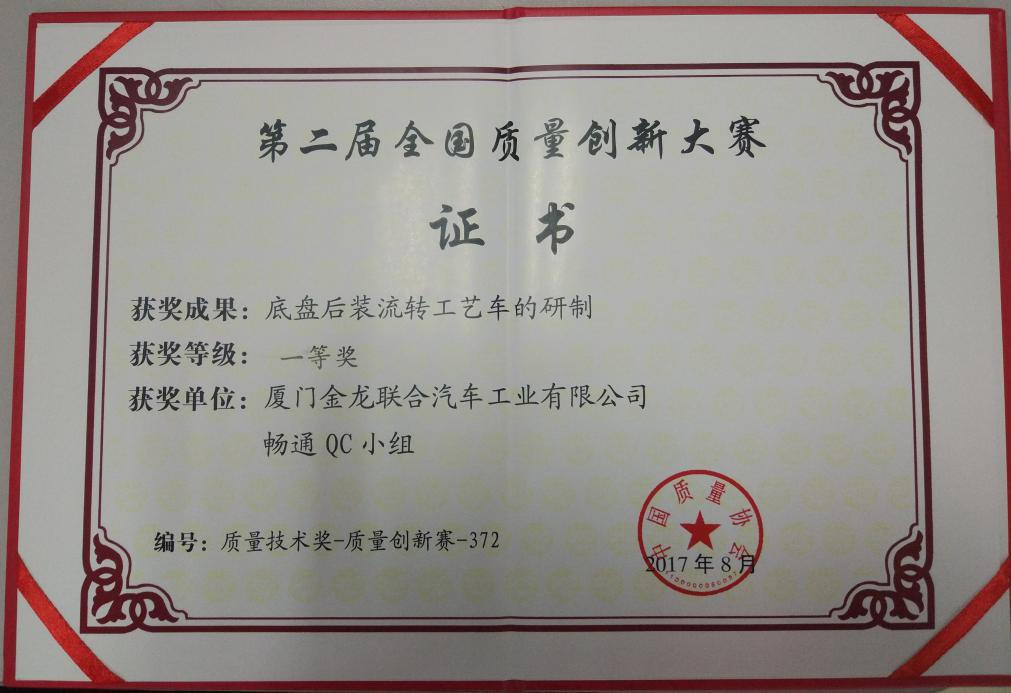 第二届全国质量创新大赛
证书
获奖成果：底盘后装流转工艺车的研制
获奖等级：一等奖
获奖单位：厦门金龙联合汽车工业有限公司
畅通QC小组
编号：质量技术奖-质量创新赛-372
中国质量协会
2017年8月